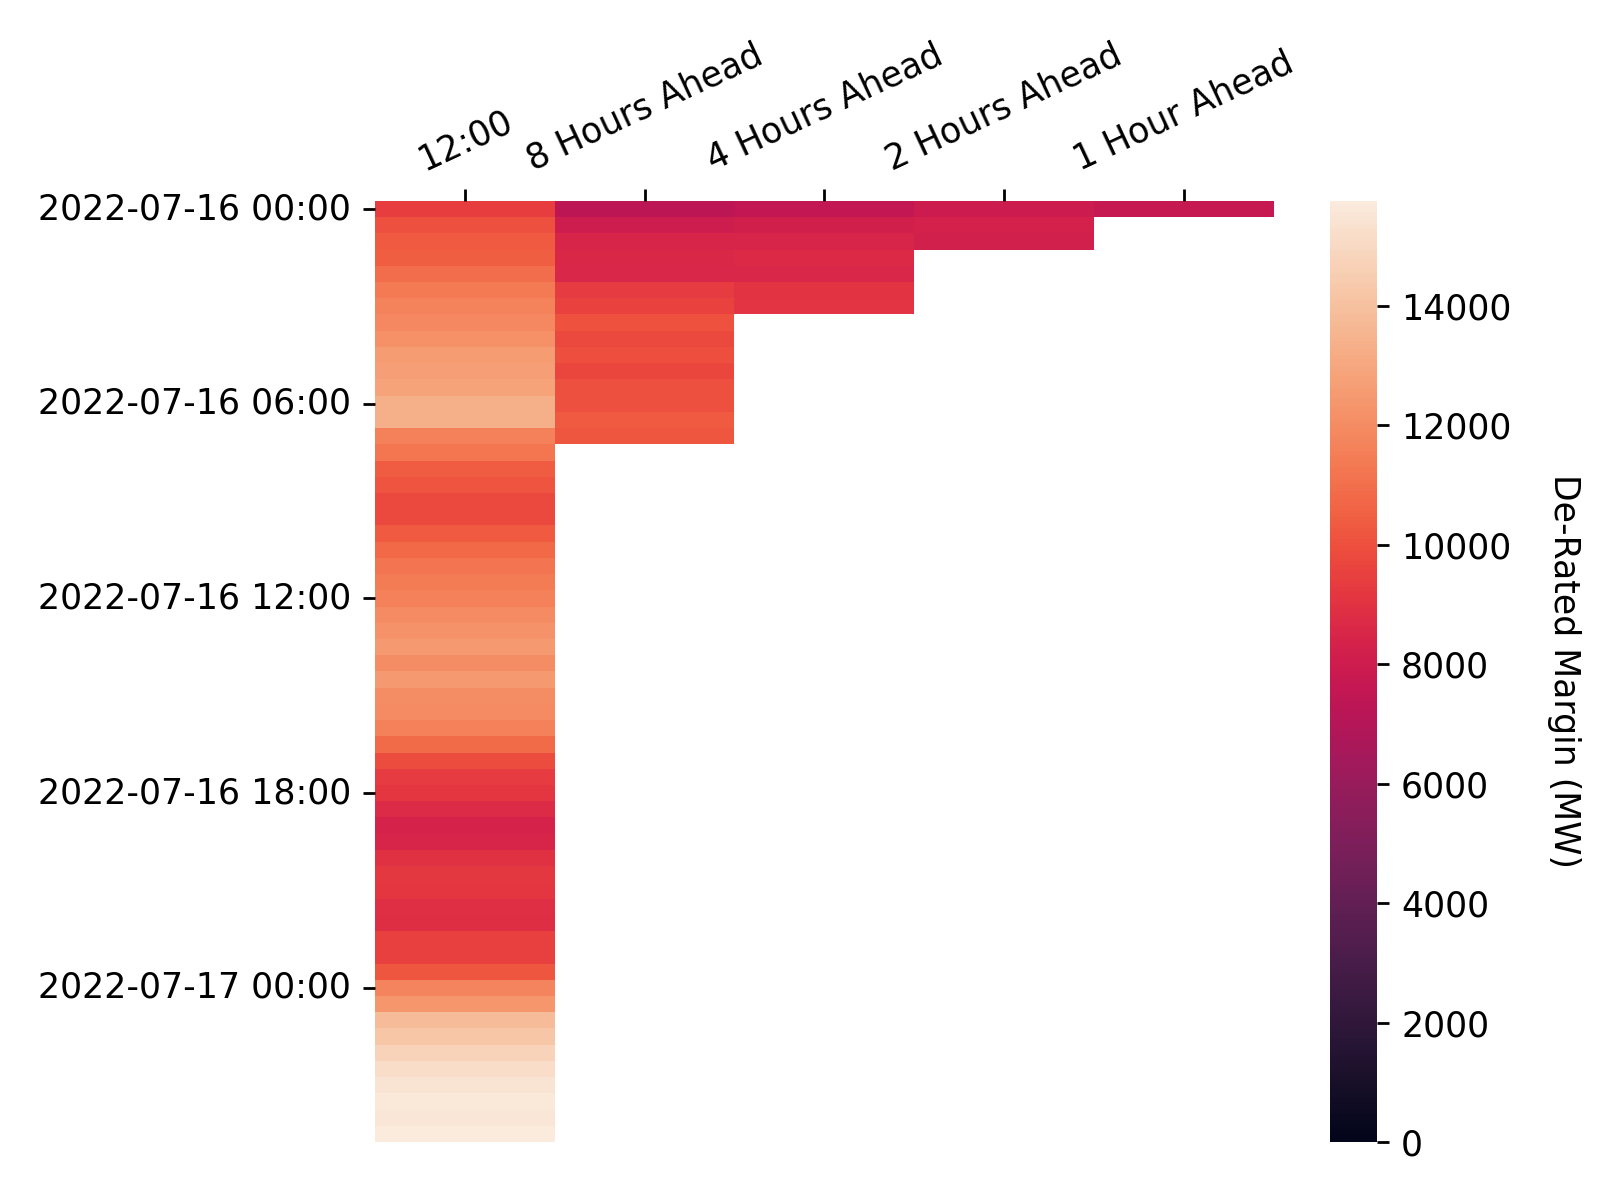 12:00
8 Hours Ahead
4 Hours Ahead
2 Hours Ahead
1 Hour Ahead
2022-07-16 00:00
2022-07-16 06:00
2022-07-16 12:00
2022-07-16 18:00
2022-07-17 00:00
14000
12000
10000
8000
6000
4000
2000
0
De-Rated Margin (MW)